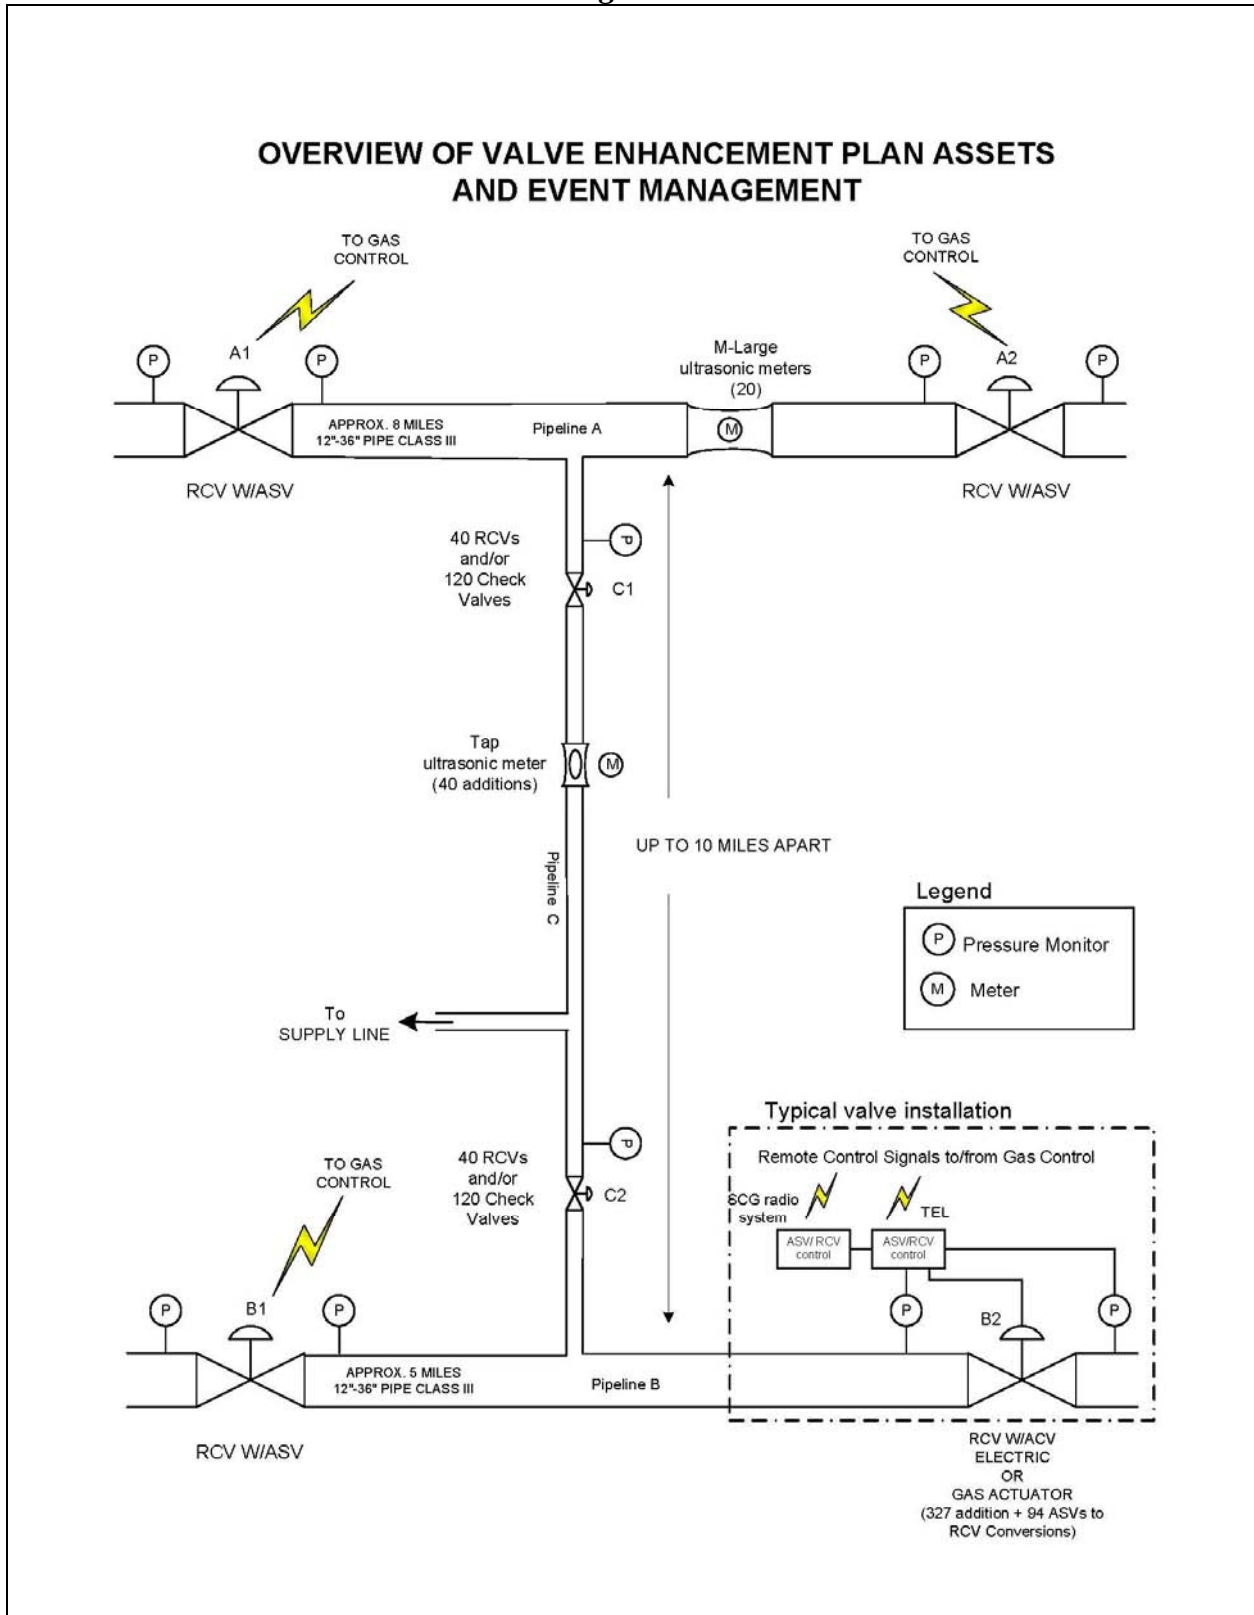 OVERVIEW OF VALVE ENHANCEMENT PLAN ASSETS
AND EVENT MANAGEMENT
TO GAS
CONTROL
TO GAS
CONTROL
P
A1
P
M-Large
ultrasonic meters
(20)
P
A2
P
APPROX. 8 MILES
12"-36" PIPE CLASS III
Pipeline A
M
RCV W/ASV
RCV W/ASV
40 RCVs
and/or
120 Check
Valves
P
C1
Tap
ultrasonic meter
(40 additions)
M
UP TO 10 MILES APART
Pipeline C
Legend
P Pressure Monitor
M Meter
To
SUPPLY LINE
Typical valve installation
Remote Control Signals to/from Gas Control
SCG radio
system
TEL
ASV/RCV
control
ASV/RCV
control
40 RCVs
and/or
120 Check
Valves
P
C2
TO GAS
CONTROL
P
B1
P
P
B2
P
APPROX. 5 MILES
12"-36" PIPE CLASS III
Pipeline B
RCV W/ASV
RCV W/ACV
ELECTRIC
OR
GAS ACTUATOR
(327 addition + 94 ASVs to
RCV Conversions)